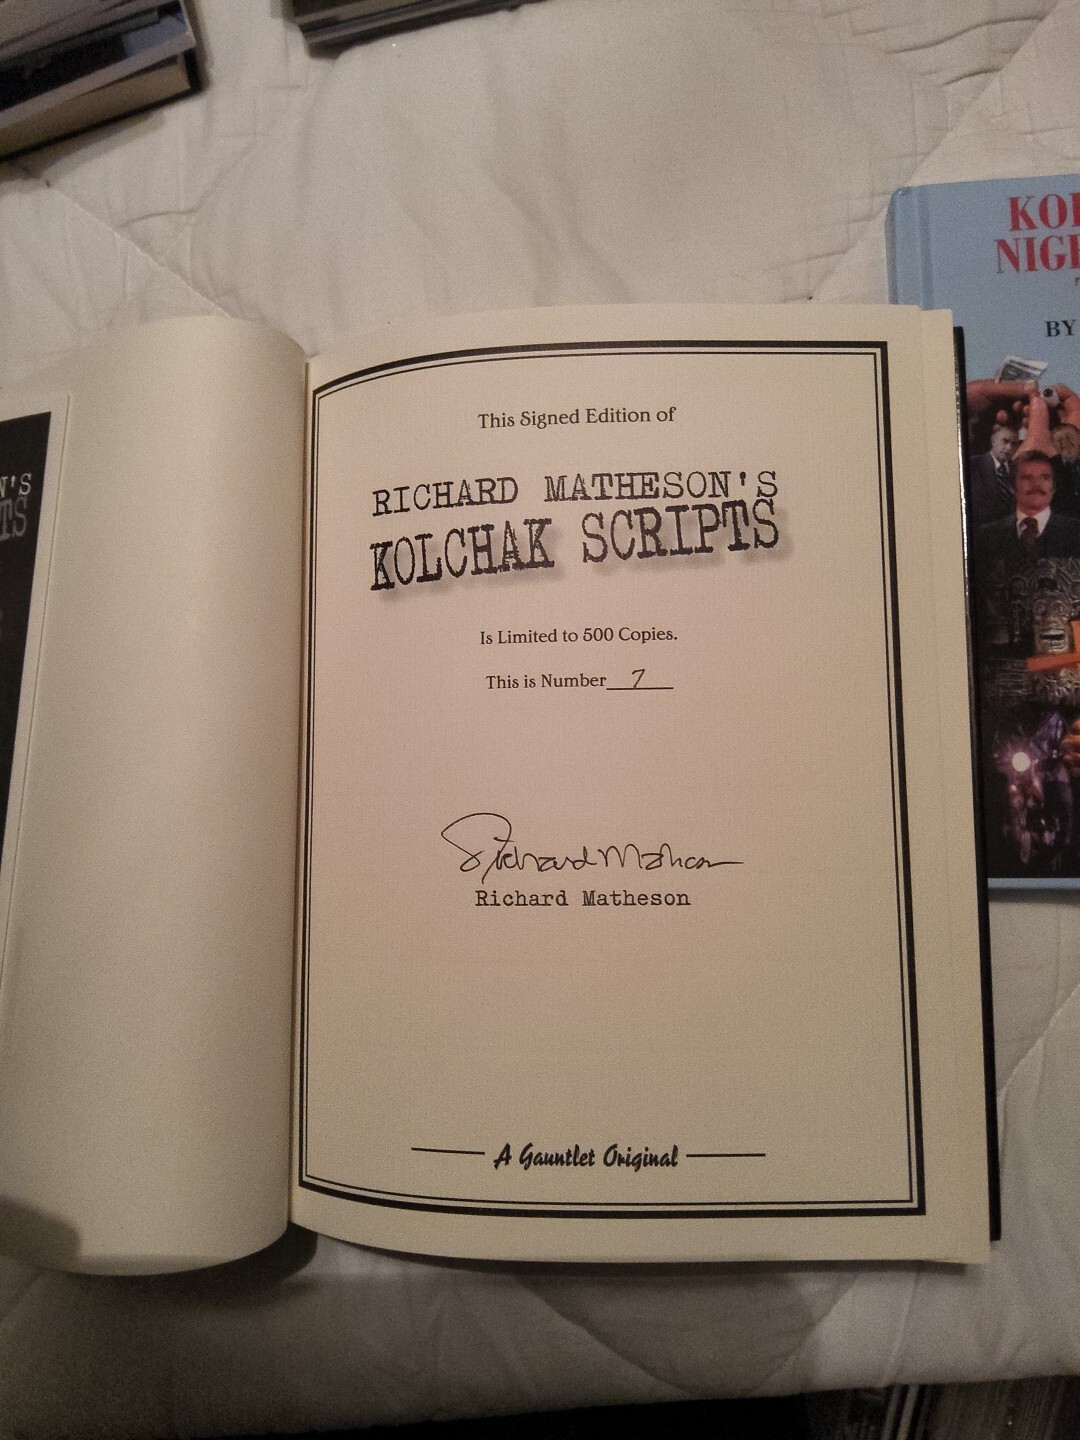 This Signed Edition of
RICHARD MATHESON'S
KOLCHAK SCRIPTS
Is Limited to 500 Copies.
This is Number 7
Richard Matheson
Richard Matheson
A Gauntlet Original
BY